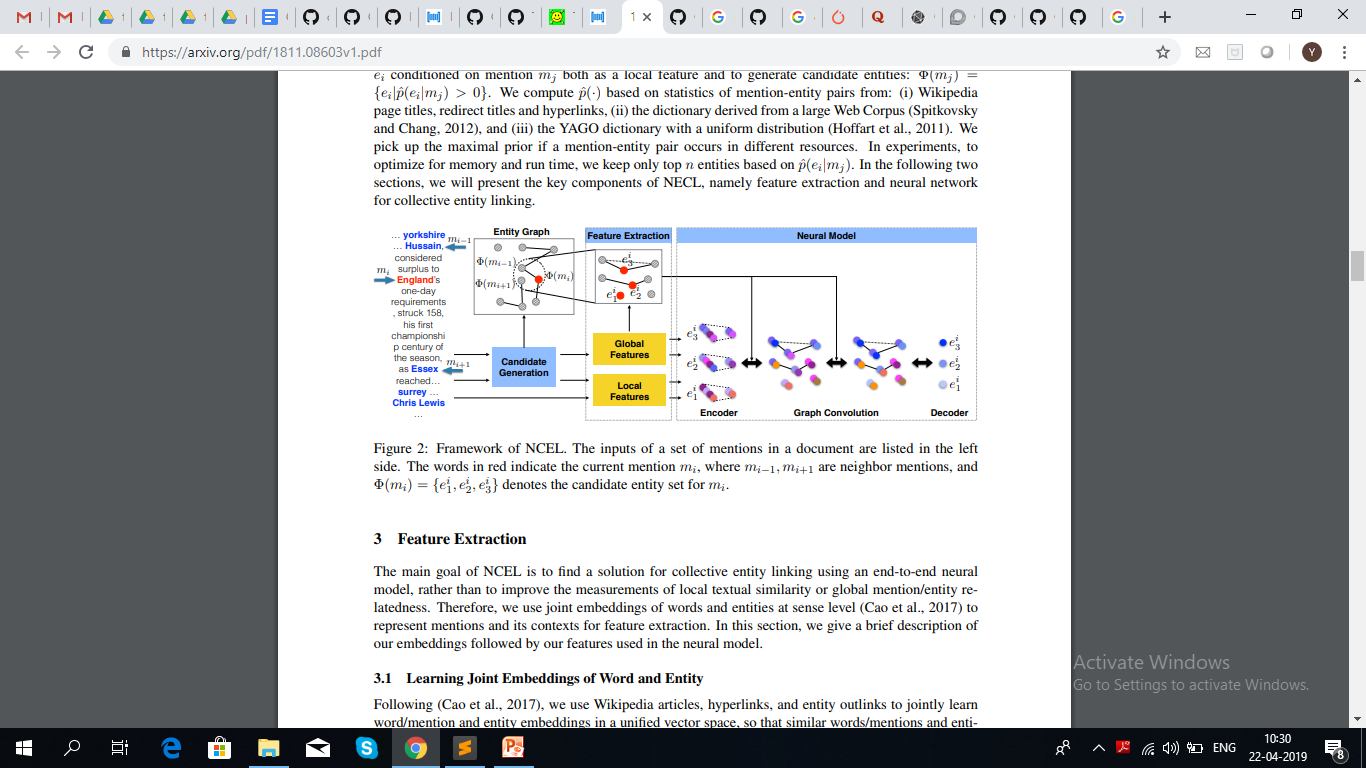 https://arxiv.org/pdf/1811.08603v1.pdf
Y
e_i conditioned on mention m_j both as a local feature and to generate candidate entities: Φ(m_j) =
{e_i|p̂(e_i|m_j) > 0}. We compute p̂(·) based on statistics of mention-entity pairs from: (i) Wikipedia
page titles, redirect titles and hyperlinks, (ii) the dictionary derived from a large Web Corpus (Spitkovsky
and Chang, 2012), and (iii) the YAGO dictionary with a uniform distribution (Hoffart et al., 2011). We
pick up the maximal prior if a mention-entity pair occurs in different resources. In experiments, to
optimize for memory and run time, we keep only top n entities based on p̂(e_i|m_j). In the following two
sections, we will present the key components of NECL, namely feature extraction and neural network
for collective entity linking.
... yorkshire
... Hussain,
considered
surplus to
England's
one-day
requirements
, struck 158,
his first
championshi
p century of
the season,
as Essex
reached...
surrey ...
Chris Lewis
...
m_{i-1}
m_i
m_{i+1}
Entity Graph
Φ(m_{i-1})
Φ(m_i)
Φ(m_{i+1})
Candidate
Generation
Feature Extraction
e_3^i
e_1^i
e_2^i
Global
Features
Local
Features
Neural Model
e_3^i
e_2^i
e_1^i
Encoder
Graph Convolution
e_3^i
e_2^i
e_1^i
Decoder
Figure 2: Framework of NCEL. The inputs of a set of mentions in a document are listed in the left
side. The words in red indicate the current mention m_i, where m_{i-1}, m_{i+1} are neighbor mentions, and
Φ(m_i) = {e_1^i, e_2^i, e_3^i} denotes the candidate entity set for m_i.
3 Feature Extraction
The main goal of NCEL is to find a solution for collective entity linking using an end-to-end neural
model, rather than to improve the measurements of local textual similarity or global mention/entity re-
latedness. Therefore, we use joint embeddings of words and entities at sense level (Cao et al., 2017) to
represent mentions and its contexts for feature extraction. In this section, we give a brief description of
our embeddings followed by our features used in the neural model.
3.1 Learning Joint Embeddings of Word and Entity
Following (Cao et al., 2017), we use Wikipedia articles, hyperlinks, and entity outlinks to jointly learn
word/mention and entity embeddings in a unified vector space, so that similar words/mentions and enti-
Activate Windows
Go to Settings to activate Windows.
ENG
10:30
22-04-2019
8